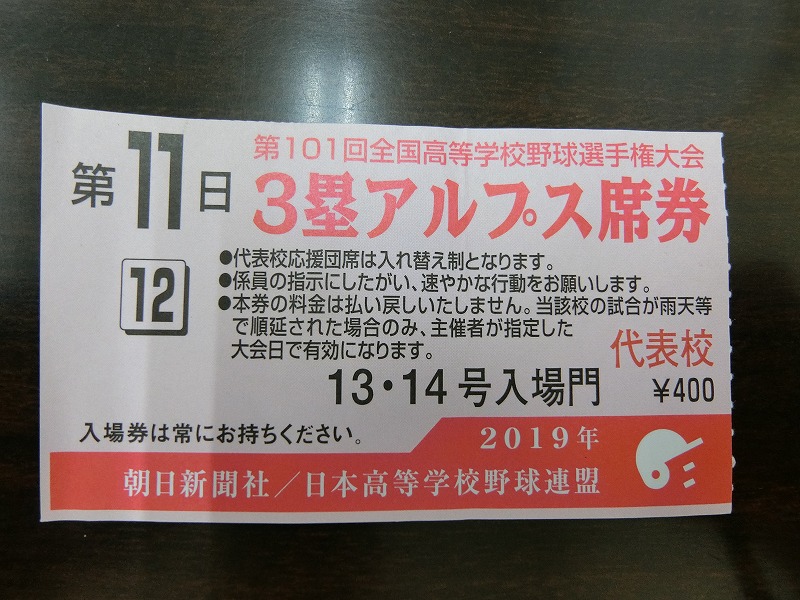 第11日
第101回全国高等学校野球選手権大会
3塁アルプス席券
12
●代表校応援団席は入れ替え制となります。
●係員の指示にしたがい、速やかな行動をお願いします。
●本券の料金は払い戻しいたしません。当該校の試合が雨天等
で順延された場合のみ、主催者が指定した
大会日で有効になります。
代表校
13・14号入場門
¥400
入場券は常にお持ちください。
2019年
朝日新聞社/日本高等学校野球連盟